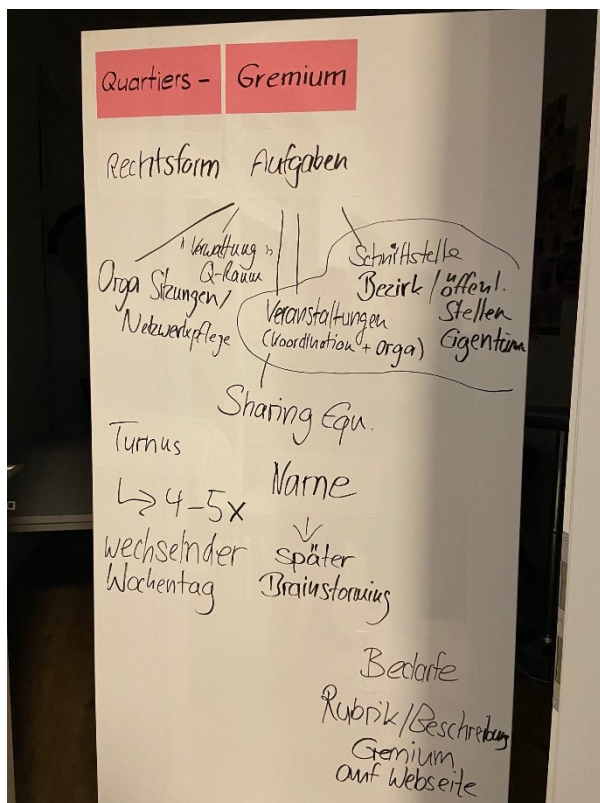 Quartiers - Gremium
Rechtsform Aufgaben
"Verwaltung"
Q-Raum
Orga Sitzungen/
Netzwerkpflege
Veranstaltungen
(Koordination + Orga)
Schnittstelle
Bezirk / öffentl.
Stellen
Eigentüm
Sharing Equ.
Turnus
↳ 4-5x
wechselnder
Wochentag
Name
↓
später
Brainstorming
Bedarfe
Rubrik/Beschreibung
Gemium
auf Webseite